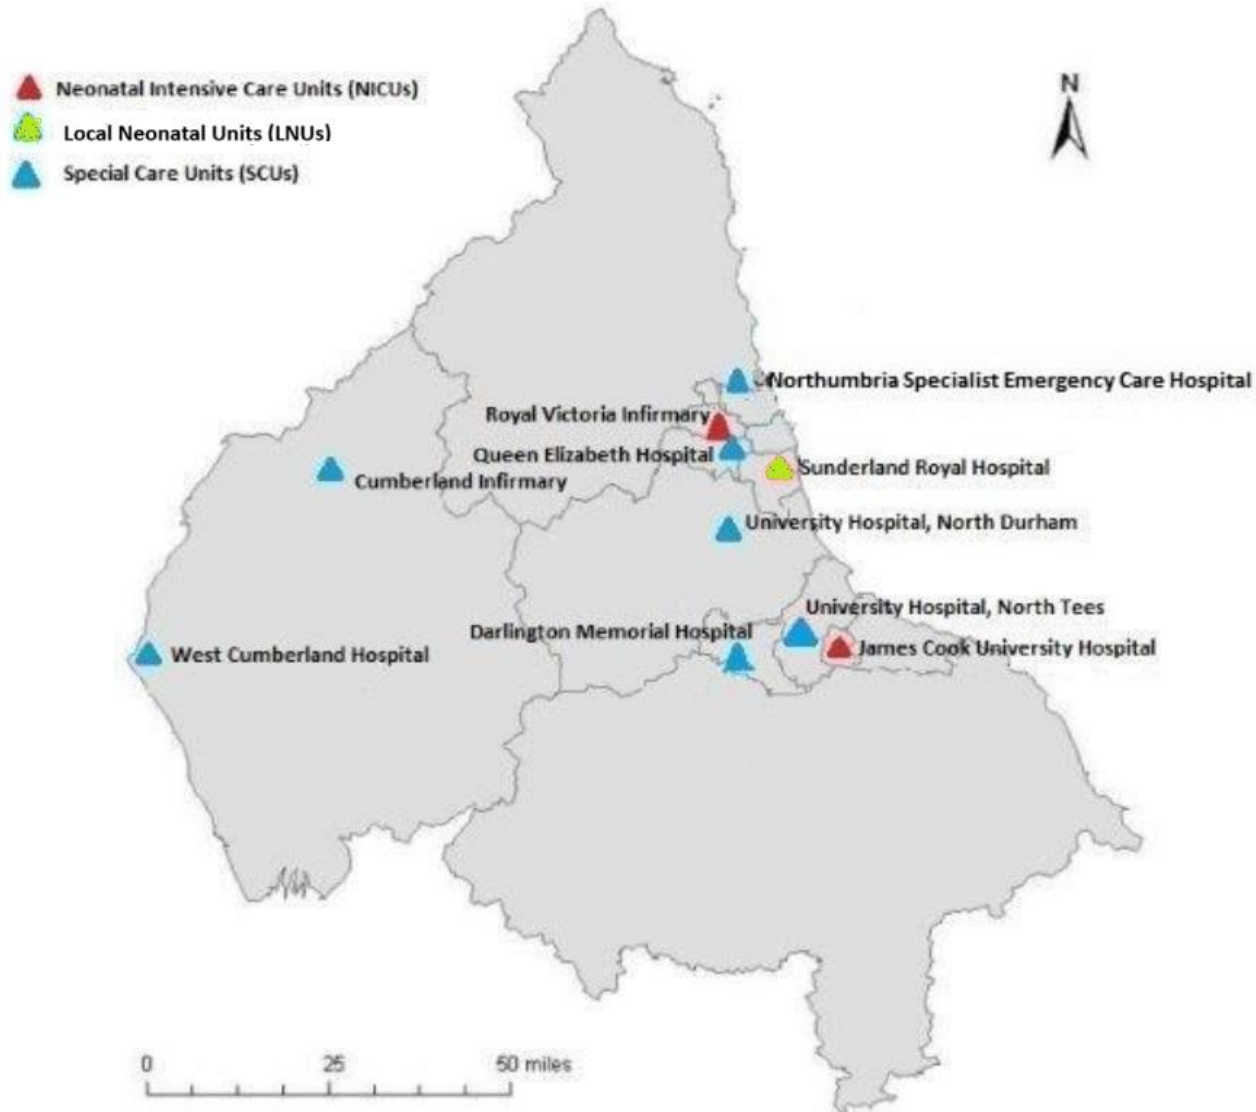 Neonatal Intensive Care Units (NICUs)
Local Neonatal Units (LNUs)
Special Care Units (SCUs)
N
Northumbria Specialist Emergency Care Hospital
Royal Victoria Infirmary
Queen Elizabeth Hospital
Sunderland Royal Hospital
Cumberland Infirmary
University Hospital, North Durham
University Hospital, North Tees
Darlington Memorial Hospital
James Cook University Hospital
West Cumberland Hospital
0 25 50 miles